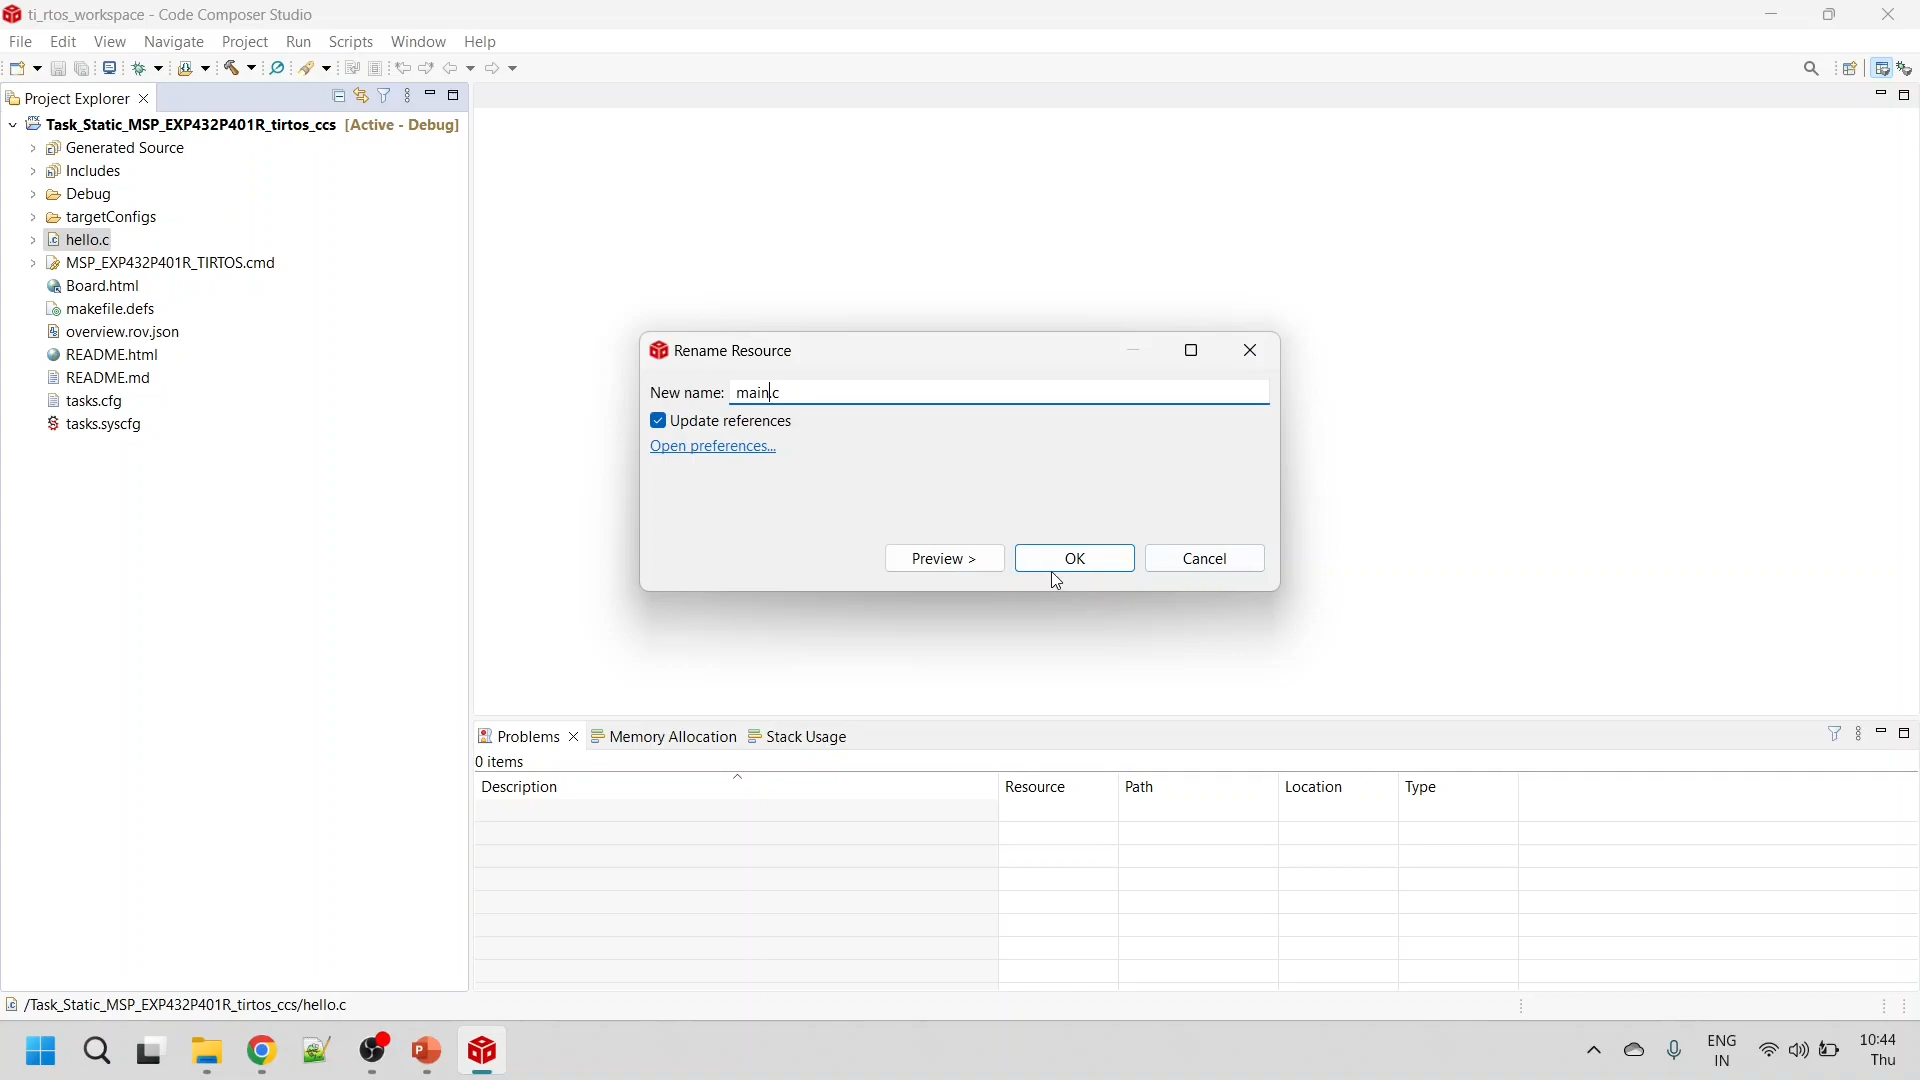 ti_rtos_workspace - Code Composer Studio
File Edit View Navigate Project Run Scripts Window Help
Project Explorer
Task_Static_MSP_EXP432P401R_tirtos_ccs [Active - Debug]
Generated Source
Includes
Debug
targetConfigs
hello.c
MSP_EXP432P401R_TIRTOS.cmd
Board.html
makefile.defs
overview.rov.json
README.html
README.md
tasks.cfg
tasks.syscfg
Rename Resource
New name: main.c
Update references
Open preferences...
Preview > OK Cancel
Problems Memory Allocation Stack Usage
0 items
Description Resource Path Location Type
/Task_Static_MSP_EXP432P401R_tirtos_ccs/hello.c
ENG
IN
10:44
Thu